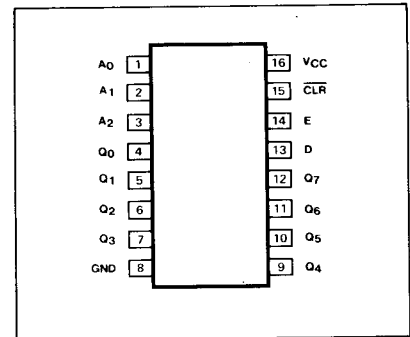 A0 1 16 VCC
A1 2 15 CLR
A2 3 14 E
Q0 4 13 D
Q1 5 12 Q7
Q2 6 11 Q6
Q3 7 10 Q5
GND 8 9 Q4